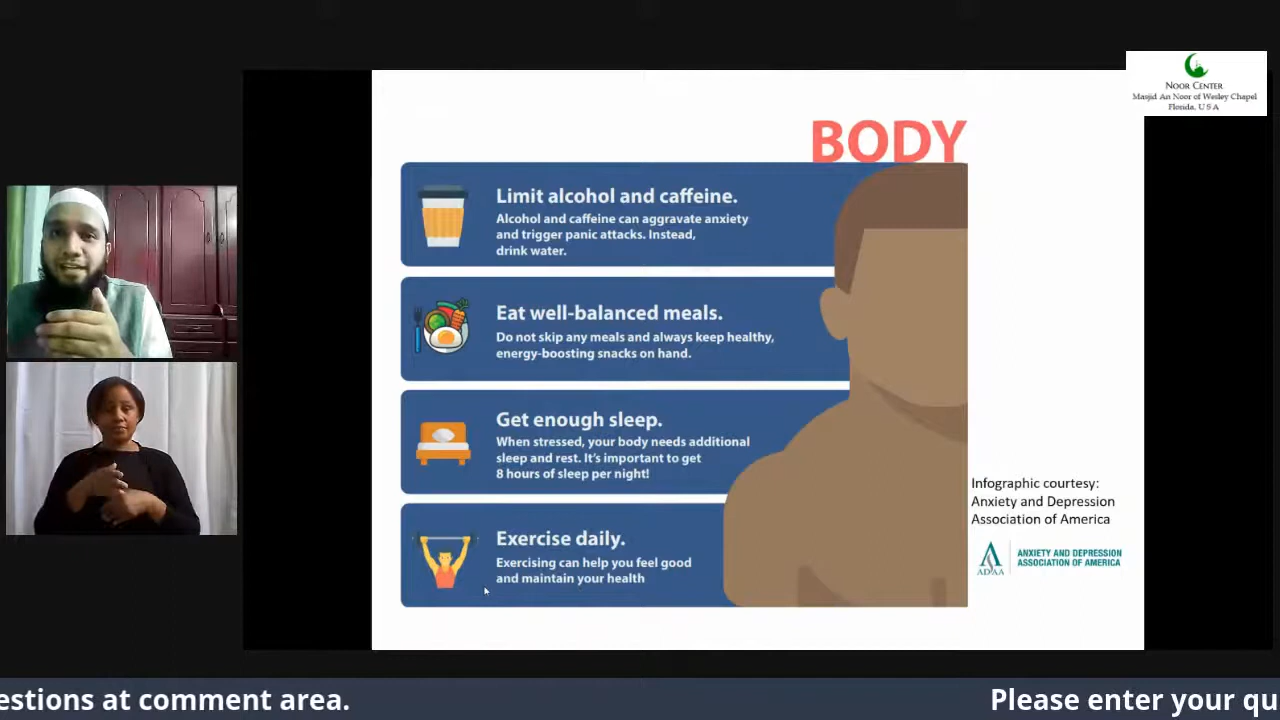 NOOR CENTER
Masjid An Noor of Wesley Chapel
Florida, U S A
BODY
Limit alcohol and caffeine.
Alcohol and caffeine can aggravate anxiety
and trigger panic attacks. Instead,
drink water.
Eat well-balanced meals.
Do not skip any meals and always keep healthy,
energy-boosting snacks on hand.
Get enough sleep.
When stressed, your body needs additional
sleep and rest. It's important to get
8 hours of sleep per night!
Exercise daily.
Exercising can help you feel good
and maintain your health
Infographic courtesy:
Anxiety and Depression
Association of America
ADAA
ANXIETY AND DEPRESSION
ASSOCIATION OF AMERICA
estions at comment area. Please enter your qu